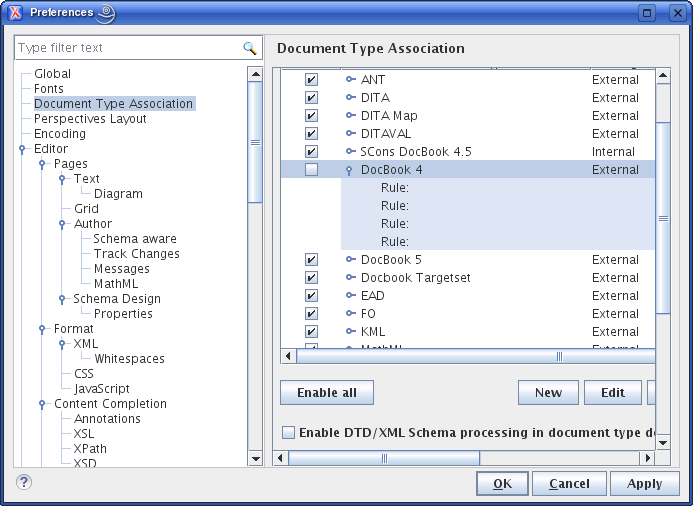 Preferences
Type filter text
Global
Fonts
Document Type Association
Perspectives Layout
Encoding
Editor
Pages
Text
Diagram
Grid
Author
Schema aware
Track Changes
Messages
MathML
Schema Design
Properties
Format
XML
Whitespaces
CSS
JavaScript
Content Completion
Annotations
XSL
XPath
XSD
Document Type Association
ANT External
DITA External
DITA Map External
DITAVAL External
SCons DocBook 4.5 Internal
DocBook 4 External
Rule:
Rule:
Rule:
Rule:
DocBook 5 External
Docbook Targetset External
EAD External
FO External
KML External
MathML External
Enable all New Edit
Enable DTD/XML Schema processing in document type de
? OK Cancel Apply